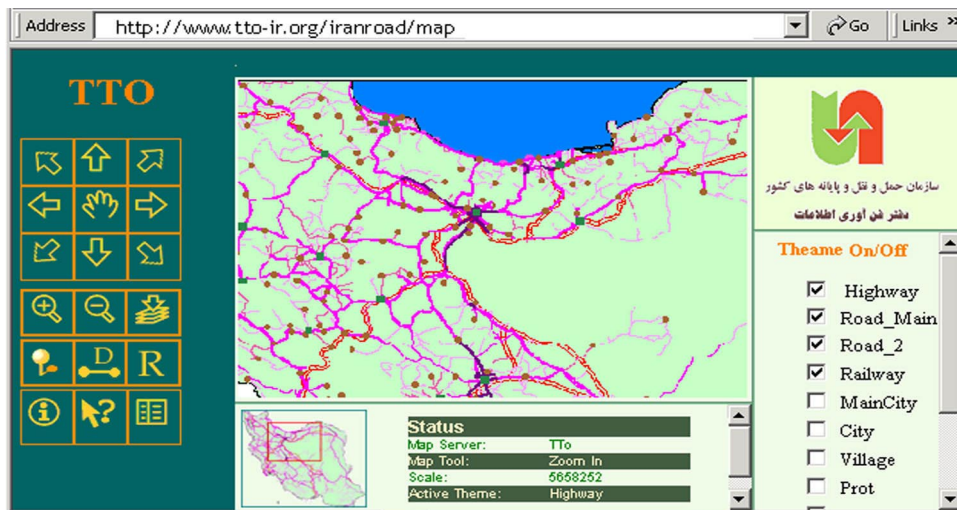 Address http://www.tto-ir.org/iranroad/map Go Links »
TTO
D
R
سازمان حمل و نقل و پایانه های کشور
دفتر فن آوری اطلاعات
Theame On/Off
Highway
Road_Main
Road_2
Railway
MainCity
City
Village
Prot
Status
Map Server: TTo
Map Tool: Zoom In
Scale: 5658252
Active Theme: Highway